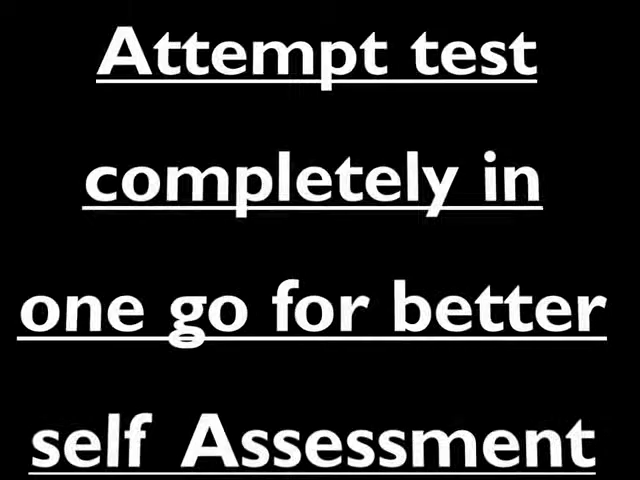 Attempt test
completely in
one go for better
self Assessment